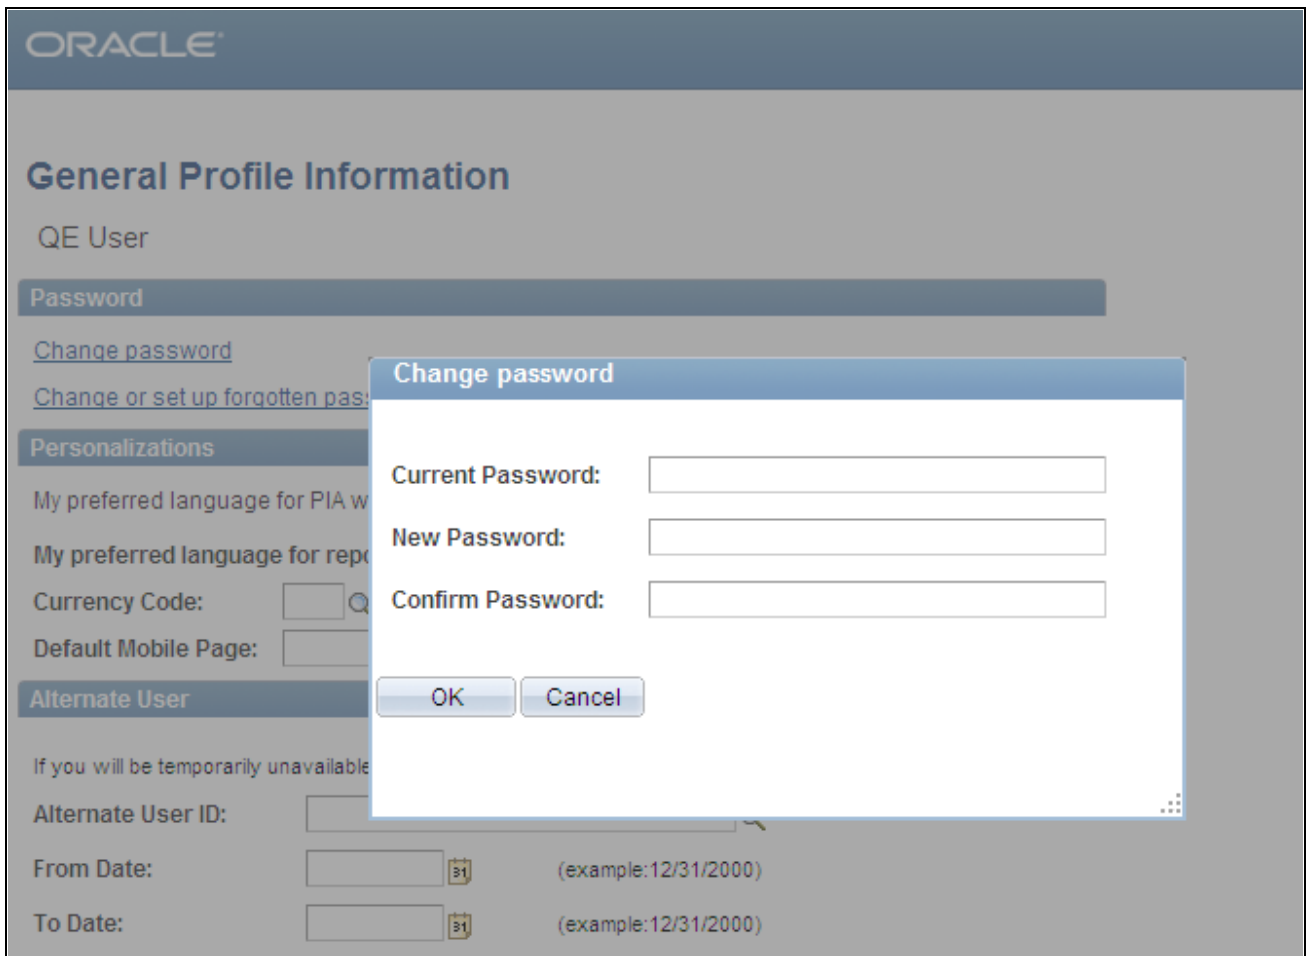 ORACLE
General Profile Information
QE User
Password
Change password
Change or set up forgotten
Personalizations
My preferred language for PIA
My preferred language for
Currency Code:
Default Mobile Page:
Alternate User
If you will be temporarily unavailable
Alternate User ID:
From Date: 31 (example:12/31/2000)
To Date: 31 (example:12/31/2000)
Change password
Current Password:
New Password:
Confirm Password:
OK Cancel